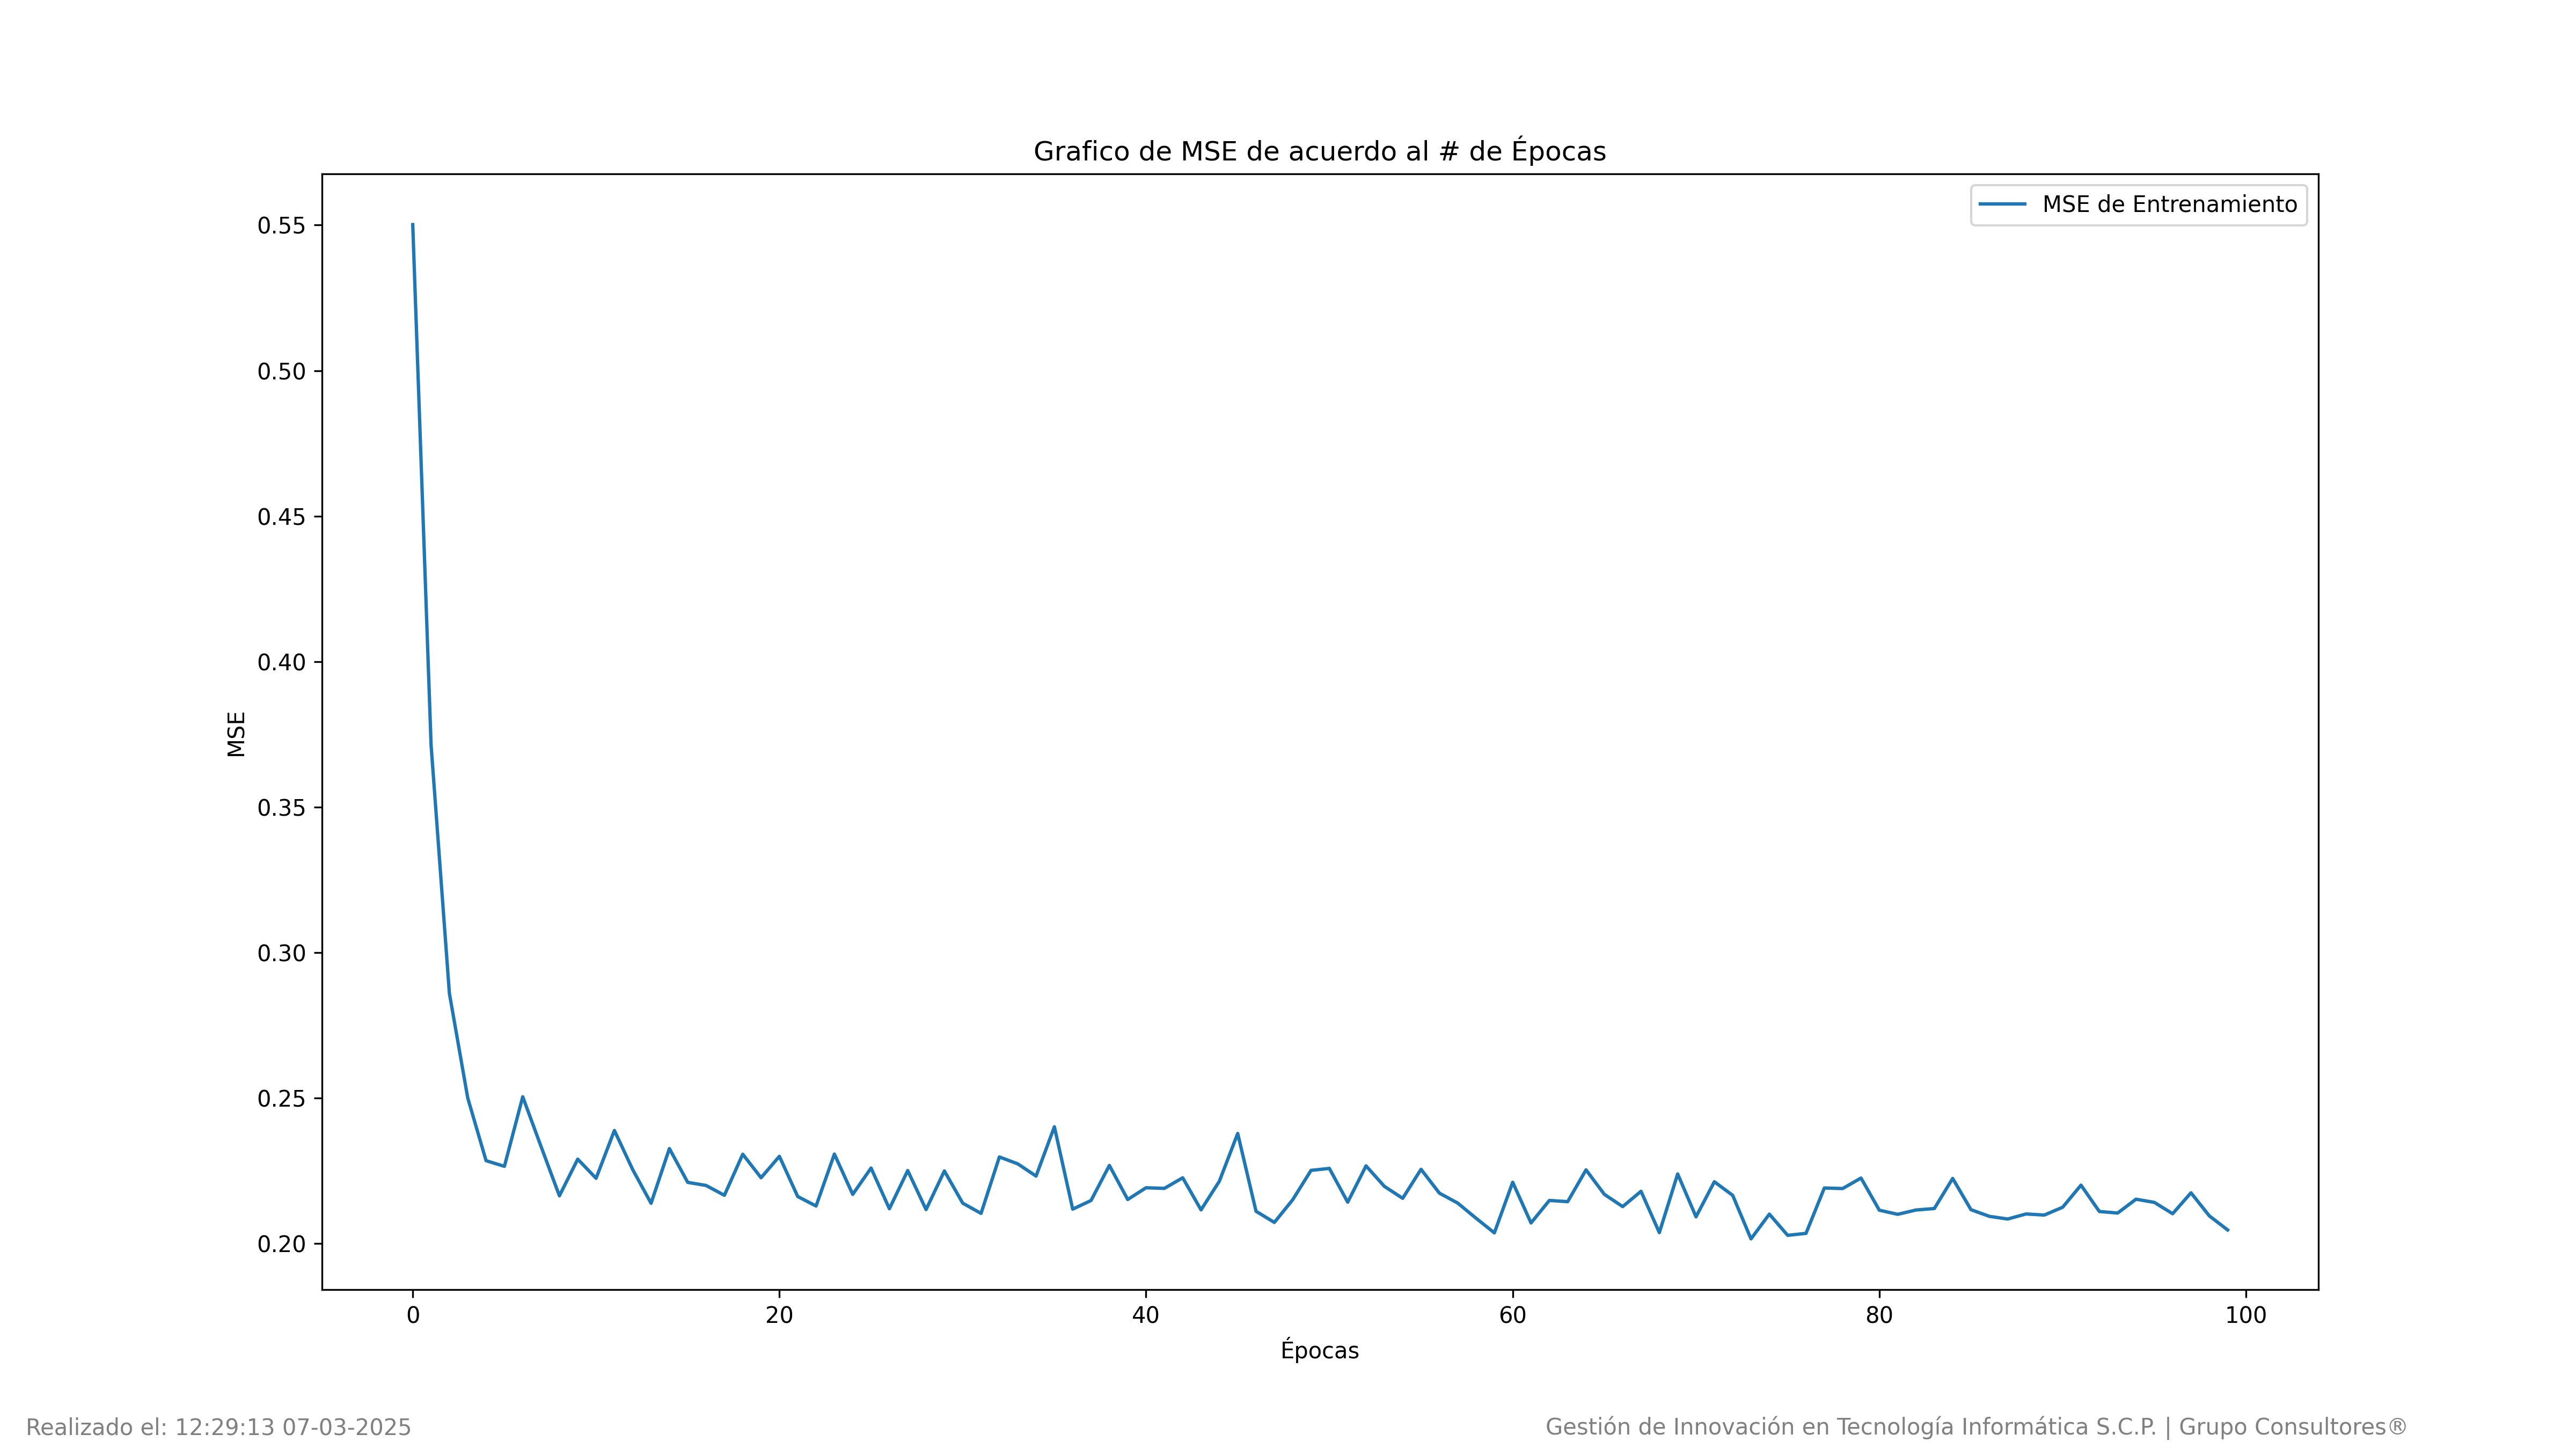 Grafico de MSE de acuerdo al # de Épocas
MSE de Entrenamiento
0.55
0.50
0.45
0.40
0.35
0.30
0.25
0.20
MSE
0 20 40 60 80 100
Épocas
Realizado el: 12:29:13 07-03-2025
Gestión de Innovación en Tecnología Informática S.C.P. | Grupo Consultores®